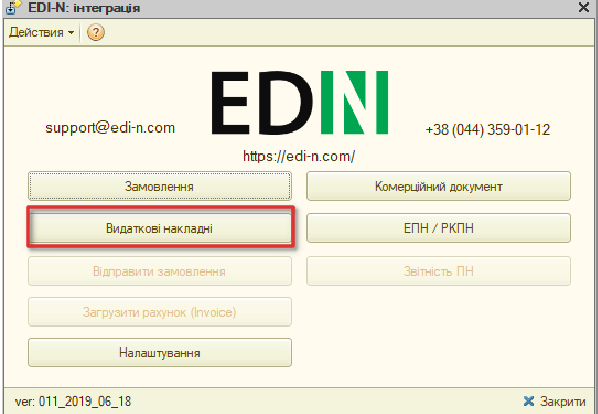 EDI-N: інтеграція
Действия
?
EDIN
support@edi-n.com
+38 (044) 359-01-12
https://edi-n.com/
Замовлення
Комерційний документ
Видаткові накладні
ЕПН / РКПН
Відправити замовлення
Звітність ПН
Загрузити рахунок (Invoice)
Налаштування
ver: 011_2019_06_18
Закрити